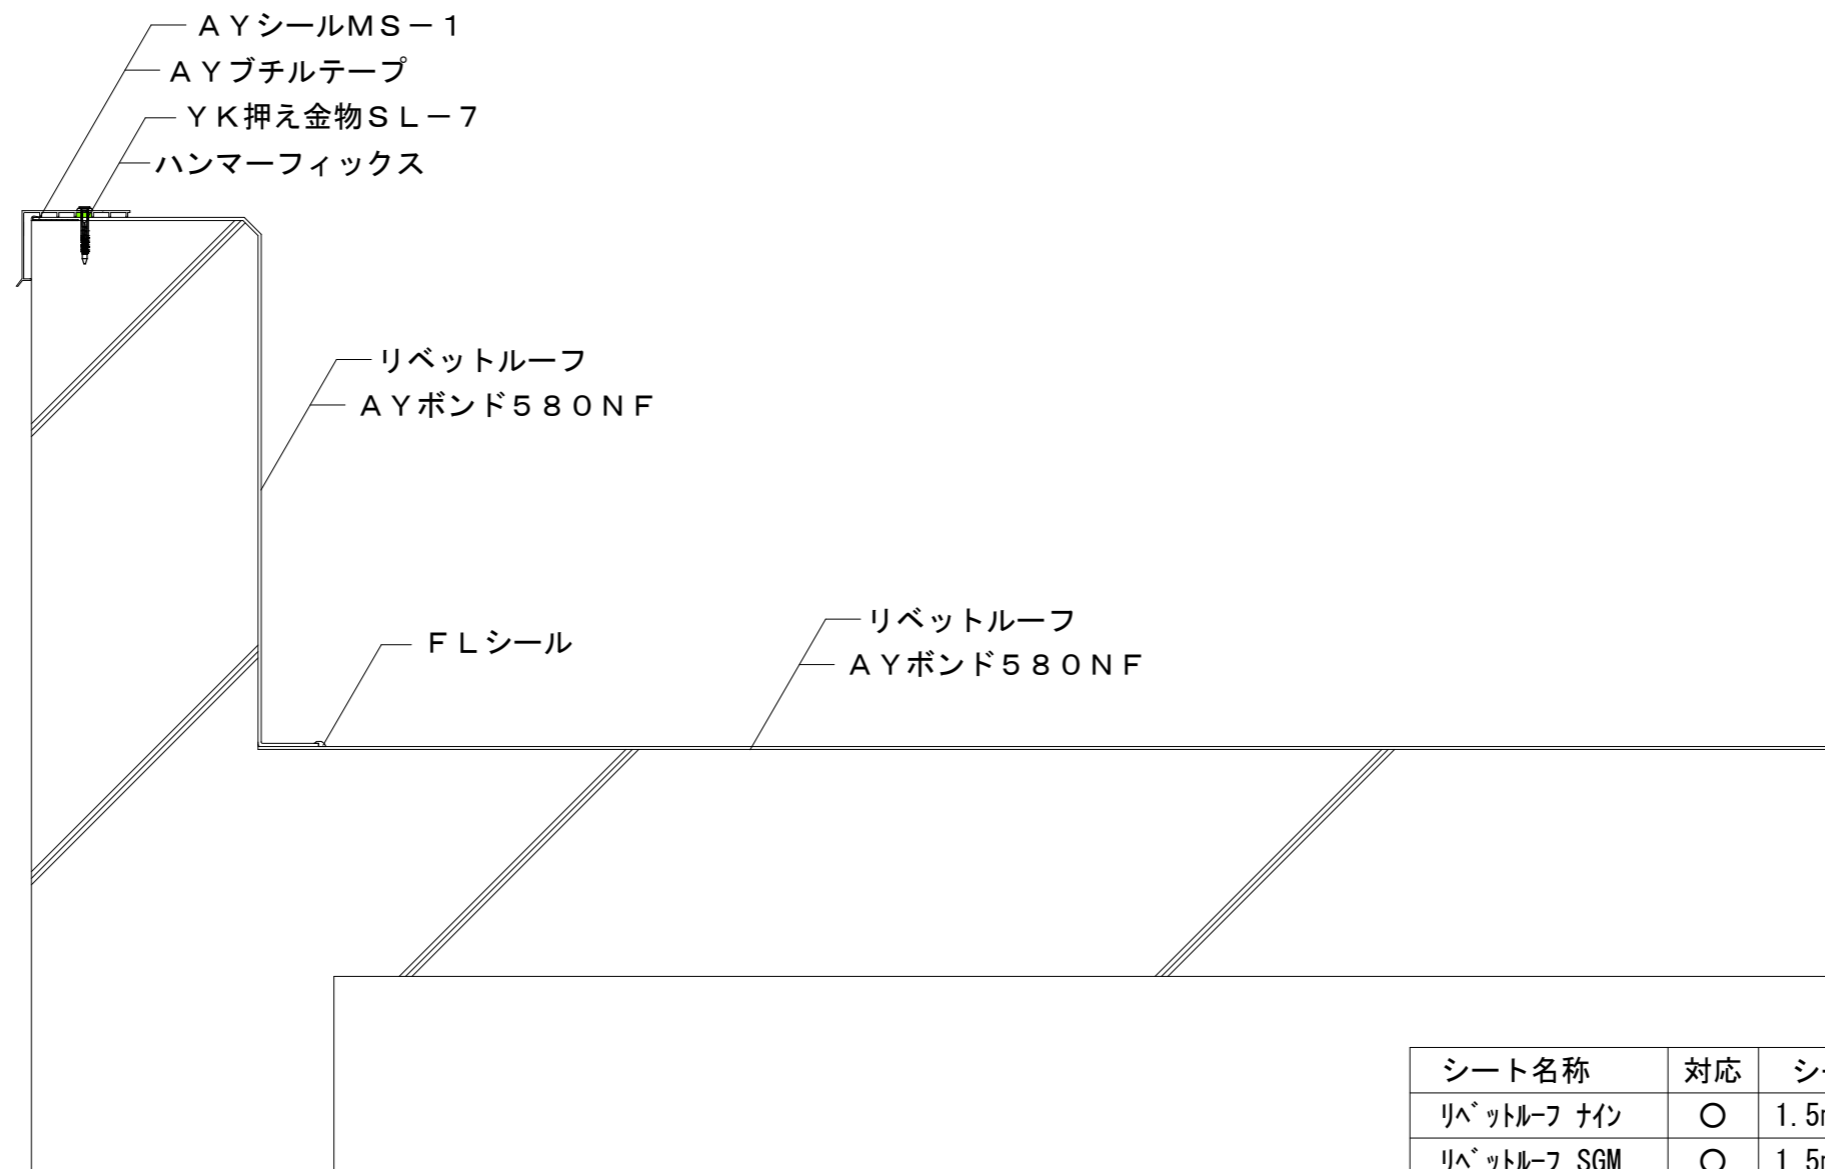 ＡＹシールＭＳ－１
ＡＹブチルテープ
ＹＫ押え金物ＳＬ－７
ハンマーフィックス
リベットルーフ
ＡＹボンド５８０ＮＦ
ＦＬシール
リベットルーフ
ＡＹボンド５８０ＮＦ
シート名称 対応
ﾘﾍﾞｯﾄﾙｰﾌ ﾅｲﾝ ○ 1.5
ﾘﾍﾞｯﾄﾙｰﾌ SGM ○ 1.5